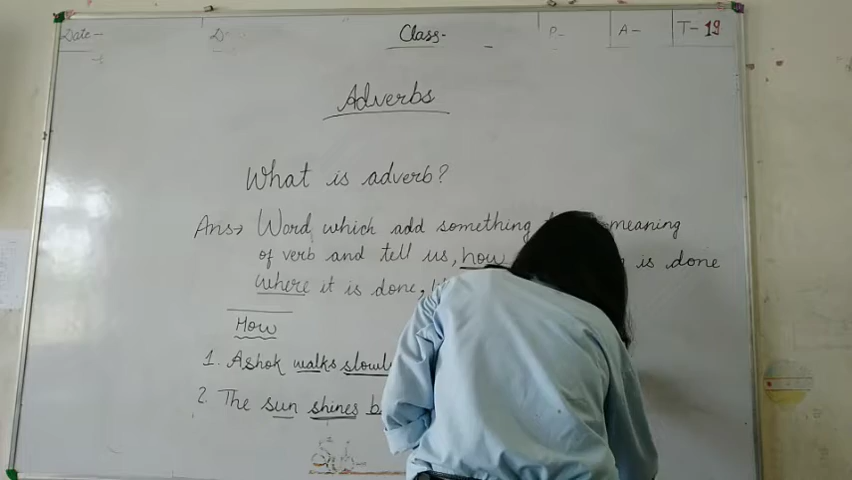 Date- D Class- P- A- T-19
Adverbs
What is adverb?
Ans→ Word which add something meaning
of verb and tell us, how is done
where it is done,
How
1. Ashok walks slowl
2. The sun shines b